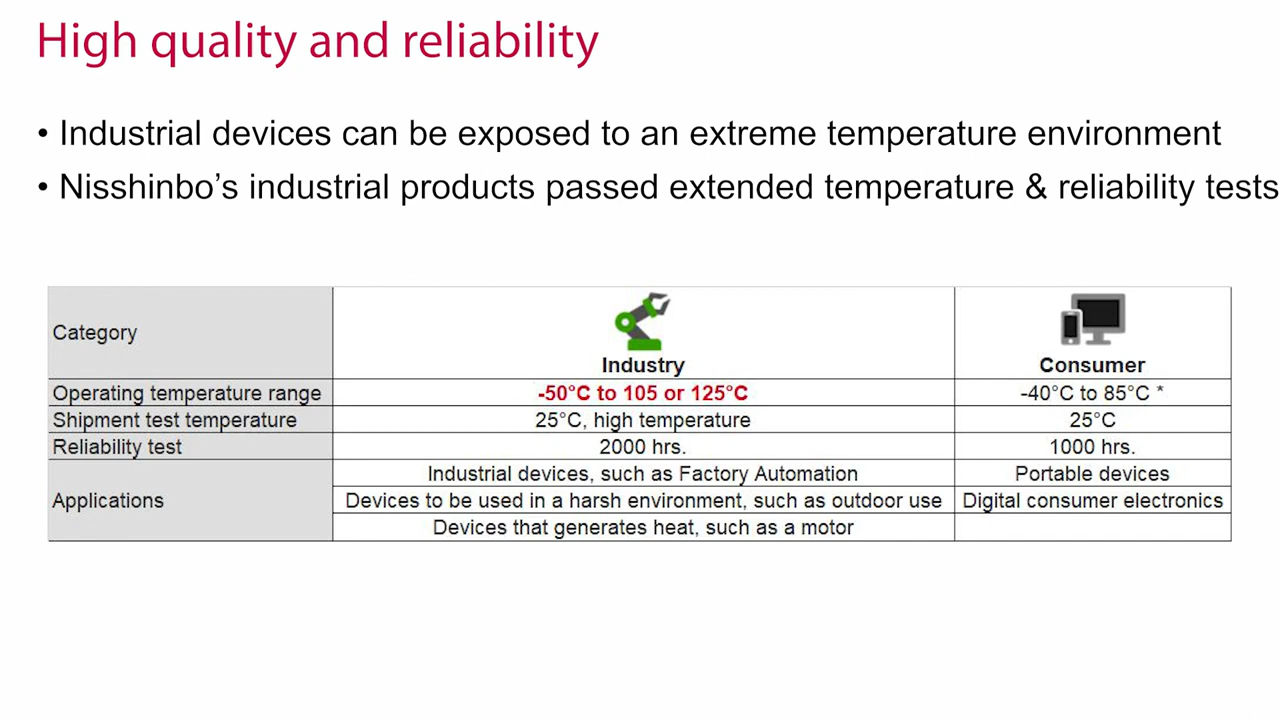 High quality and reliability
• Industrial devices can be exposed to an extreme temperature environment
• Nisshinbo’s industrial products passed extended temperature & reliability tests
Category
Industry
Consumer
Operating temperature range
-50°C to 105 or 125°C
-40°C to 85°C *
Shipment test temperature
25°C, high temperature
25°C
Reliability test
2000 hrs.
1000 hrs.
Applications
Industrial devices, such as Factory Automation
Portable devices
Devices to be used in a harsh environment, such as outdoor use
Digital consumer electronics
Devices that generates heat, such as a motor